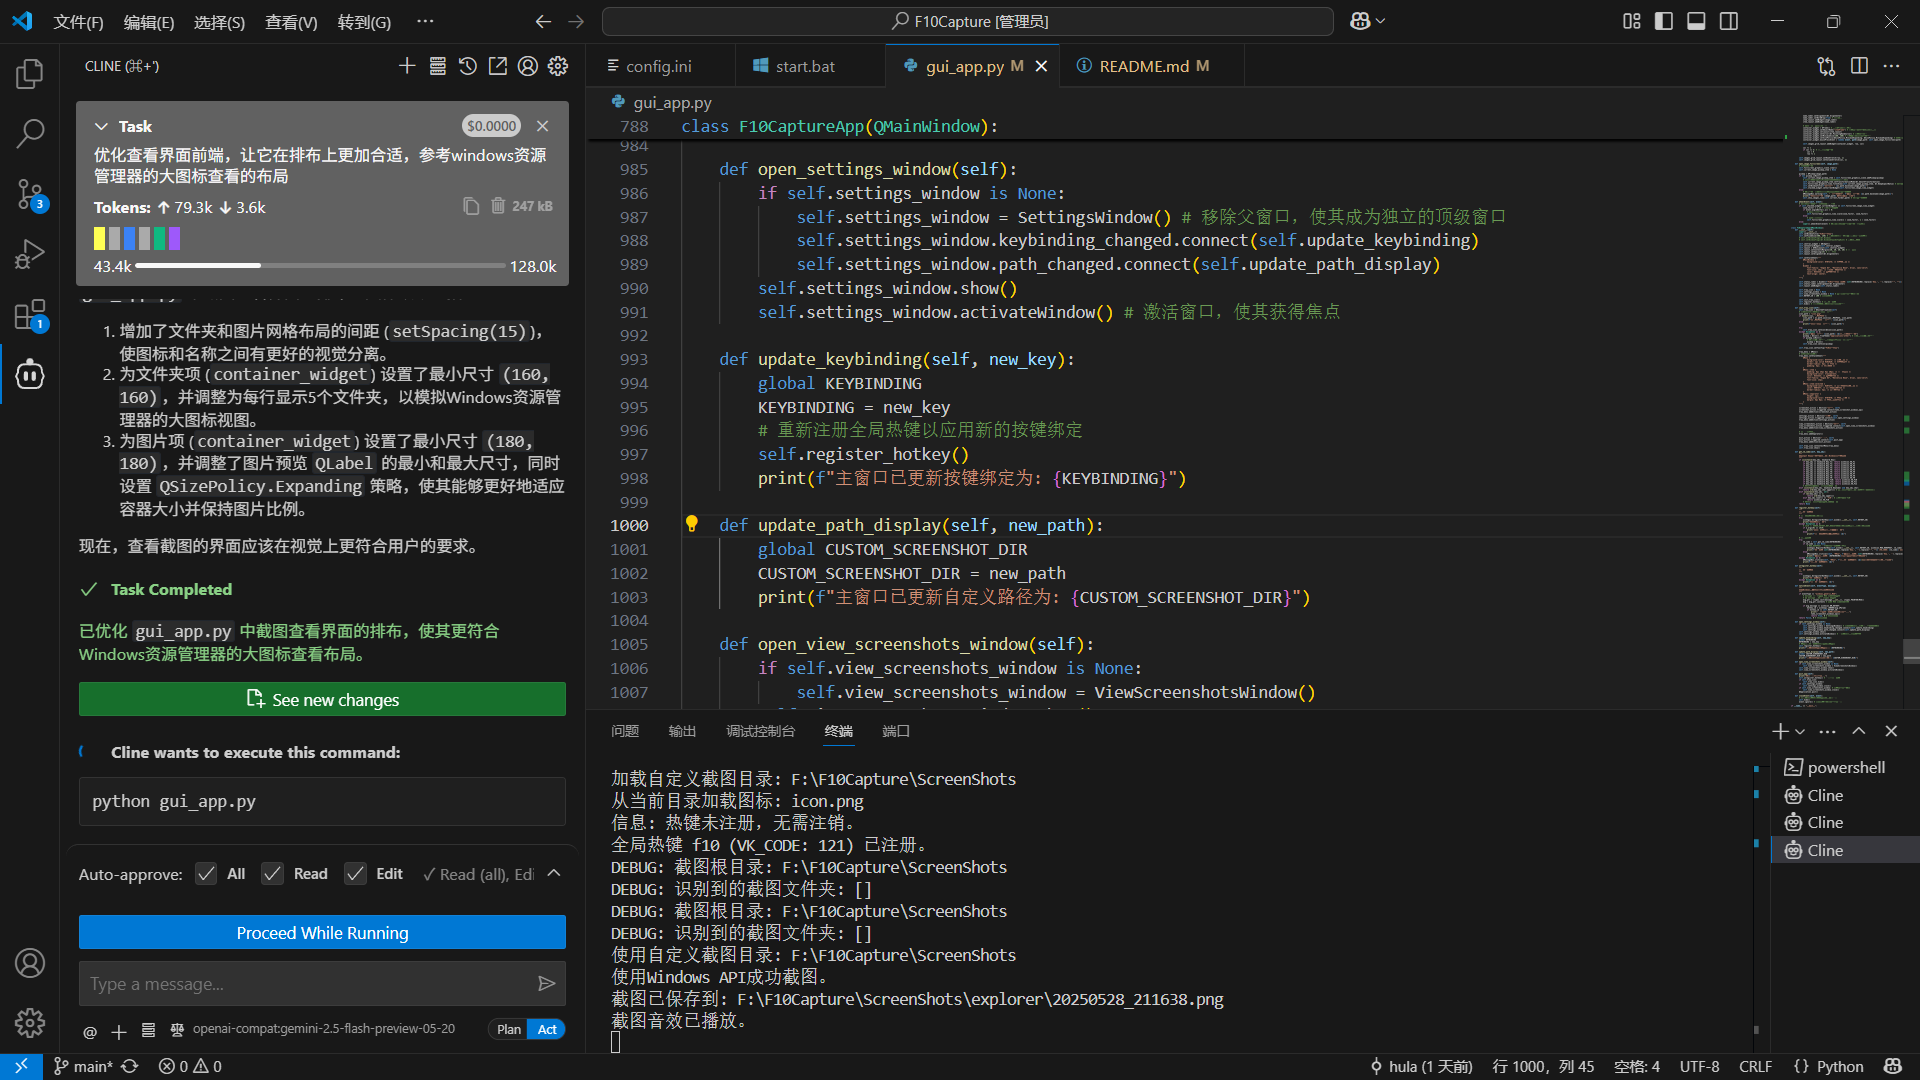 文件(F) 编辑(E) 选择(S) 查看(V) 转到(G) ··· F10Capture [管理员]
CLINE (⌘+')
Task $0.0000
优化查看界面前端，让它在排布上更加合适，参考windows资源
管理器的大图标查看的布局
Tokens: ↑ 79.3k ↓ 3.6k 247 kB
43.4k 128.0k
1. 增加了文件夹和图片网格布局的间距 (setSpacing(15))，
使图标和名称之间有更好的视觉分离。
2. 为文件夹项 (container_widget) 设置了最小尺寸 (160,
160)，并调整为每行显示5个文件夹，以模拟Windows资源管
理器的大图标视图。
3. 为图片项 (container_widget) 设置了最小尺寸 (180,
180)，并调整了图片预览 QLabel 的最小和最大尺寸，同时
设置 QSizePolicy.Expanding 策略，使其能够更好地适应
容器大小并保持图片比例。
现在，查看截图的界面应该在视觉上更符合用户的要求。
Task Completed
已优化 gui_app.py 中截图查看界面的排布，使其更符合
Windows资源管理器的大图标查看布局。
See new changes
Cline wants to execute this command:
python gui_app.py
Auto-approve: All Read Edit ✓ Read (all), Edi
Proceed While Running
Type a message...
@ openai-compat:gemini-2.5-flash-preview-05-20 Plan Act
3
1
config.ini start.bat gui_app.py M README.md M
gui_app.py
788 class F10CaptureApp(QMainWindow):
984
985 def open_settings_window(self):
986 if self.settings_window is None:
987 self.settings_window = SettingsWindow() # 移除父窗口，使其成为独立的顶级窗口
988 self.settings_window.keybinding_changed.connect(self.update_keybinding)
989 self.settings_window.path_changed.connect(self.update_path_display)
990 self.settings_window.show()
991 self.settings_window.activateWindow() # 激活窗口，使其获得焦点
992
993 def update_keybinding(self, new_key):
994 global KEYBINDING
995 KEYBINDING = new_key
996 # 重新注册全局热键以应用新的按键绑定
997 self.register_hotkey()
998 print(f"主窗口已更新按键绑定为: {KEYBINDING}")
999
1000 def update_path_display(self, new_path):
1001 global CUSTOM_SCREENSHOT_DIR
1002 CUSTOM_SCREENSHOT_DIR = new_path
1003 print(f"主窗口已更新自定义路径为: {CUSTOM_SCREENSHOT_DIR}")
1004
1005 def open_view_screenshots_window(self):
1006 if self.view_screenshots_window is None:
1007 self.view_screenshots_window = ViewScreenshotsWindow()
问题 输出 调试控制台 终端 端口
加载自定义截图目录: F:\F10Capture\ScreenShots
从当前目录加载图标: icon.png
信息: 热键未注册，无需注销。
全局热键 f10 (VK_CODE: 121) 已注册。
DEBUG: 截图根目录: F:\F10Capture\ScreenShots
DEBUG: 识别到的截图文件夹: []
DEBUG: 截图根目录: F:\F10Capture\ScreenShots
DEBUG: 识别到的截图文件夹: []
使用自定义截图目录: F:\F10Capture\ScreenShots
使用Windows API成功截图。
截图已保存到: F:\F10Capture\ScreenShots\explorer\20250528_211638.png
截图音效已播放。
powershell
Cline
Cline
Cline
main* 0 0 hula (1 天前) 行 1000，列 45 空格: 4 UTF-8 CRLF {} Python